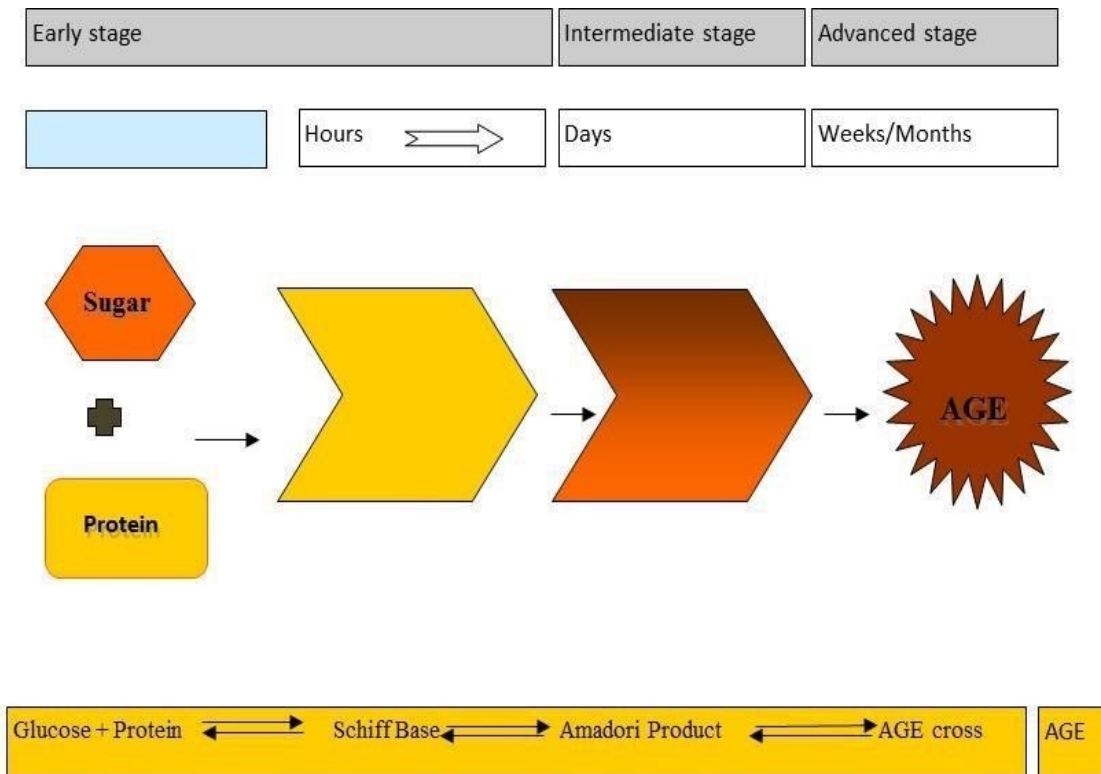 Early stage
Intermediate stage
Advanced stage
Hours
Days
Weeks/Months
Sugar
Protein
AGE
Glucose + Protein
Schiff Base
Amadori Product
AGE cross
AGE